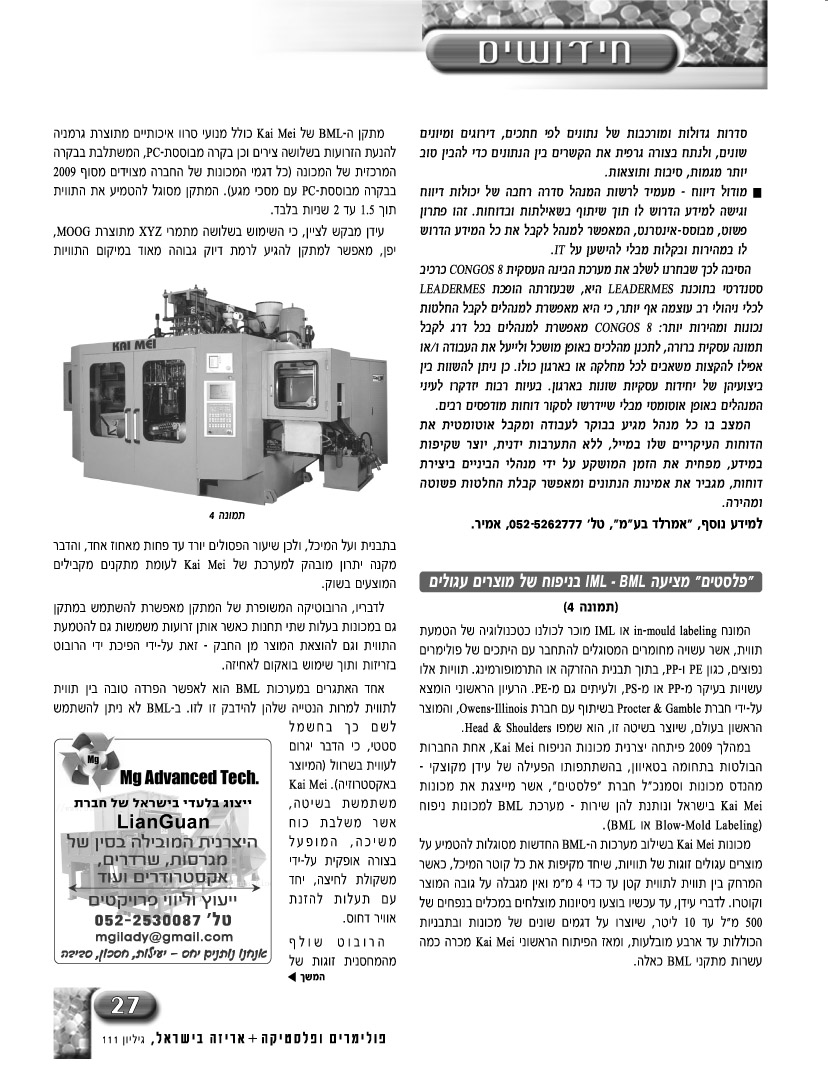 חידושים
סדרות גדולות ומורכבות של נתונים לפי חתכים, דירוגים ומיונים
שונים, ולנתח בצורה גרפית את הקשרים בין הנתונים כדי להבין טוב
יותר מגמות, סיבות ותוצאות.
■ מודול דיווח - מעמיד לרשות המנהל סדרה רחבה של יכולות דיווח
וגישה למידע הדרוש לו תוך שיתוף בשאילתות ובדוחות. זהו פתרון
פשוט, מבוסס-אינטרנט, המאפשר למנהל לקבל את כל המידע הדרוש
לו במהירות ובקלות מבלי להישען על IT.
הסיבה לכך שבחרנו לשלב את מערכת הבינה העסקית CONGOS 8 כרכיב
סטנדרטי בתוכנת LEADERMES היא, שבעזרתה הופכת LEADERMES
לכלי ניהולי רב עוצמה אף יותר, כי היא מאפשרת למנהלים לקבל החלטות
נכונות ומהירות יותר: CONGOS 8 מאפשרת למנהלים בכל דרג לקבל
תמונה עסקית ברורה, לתכנן מהלכים באופן מושכל ולייעל את העבודה ו/או
אפילו להקצות משאבים לכל מחלקה או בארגון כולו. כן ניתן להשוות בין
ביצועיהן של יחידות עסקיות שונות בארגון. בעיות רבות יזדקרו לעיני
המנהלים באופן אוטומטי מבלי שיידרשו לסקור דוחות מודפסים רבים.
המצב בו כל מנהל מגיע בבוקר לעבודה ומקבל אוטומטית את
הדוחות העיקריים שלו במייל, ללא התערבות ידנית, יוצר שקיפות
במידע, מפחית את הזמן המושקע על ידי מנהלי הביניים ביצירת
דוחות, מגביר את אמינות הנתונים ומאפשר קבלת החלטות פשוטה
ומהירה.
למידע נוסף, "אמרלד בע"מ", טל' 052-5262777, אמיר.
"פלסטים" מציעה IML - BML בניפוח של מוצרים עגולים
(תמונה 4)
המונח in-mould labeling או IML מוכר לכולנו כטכנולוגיה של הטמעת
תווית, אשר עשויה מחומרים המסוגלים להתחבר עם היתכים של פולימרים
נפוצים, כגון PE ו-PP, בתוך תבנית ההזרקה או התרמופורמינג. תוויות אלו
עשויות בעיקר מ-PP או מ-PS, ולעיתים גם מ-PE. הרעיון הראשוני הומצא
על-ידי חברת Procter & Gamble בשיתוף עם חברת Owens-Illinois, והמוצר
הראשון בעולם, שיוצר בשיטה זו, הוא שמפו Head & Shoulders.
במהלך 2009 פיתחה יצרנית מכונות הניפוח Kai Mei, אחת החברות
הבולטות בתחומה בטאיוואן, בהשתתפותו הפעילה של עידן מקוצקי -
מהנדס מכונות וסמנכ"ל חברת "פלסטים", אשר מייצגת את מכונות
Kai Mei בישראל ונותנת להן שירות - מערכת BML למכונות ניפוח
(Blow-Mold Labeling או BML).
מכונות Kai Mei בשילוב מערכות ה-BML החדשות מסוגלות להטמיע על
מוצרים עגולים זוגות של תוויות, שיחד מקיפות את כל קוטר המיכל, כאשר
המרחק בין תווית לתווית קטן עד כדי 4 מ"מ ואין מגבלה על גובה המוצר
וקוטרו. לדברי עידן, עד עכשיו בוצעו ניסיונות מוצלחים במכלים בנפחים של
500 מ"ל עד 10 ליטר, שיוצרו על דגמים שונים של מכונות ובתבניות
הכוללות עד ארבע מובלעות, ומאז הפיתוח הראשוני Kai Mei מכרה כמה
עשרות מתקני BML כאלה.
מתקן ה-BML של Kai Mei כולל מנועי סרוו איכותיים מתוצרת גרמניה
להנעת הזרועות בשלושה צירים וכן בקרה מבוססת-PC, המשתלבת בבקרה
המרכזית של המכונה (כל דגמי המכונות של החברה מצוידים מסוף 2009
בבקרה מבוססת-PC עם מסכי מגע). המתקן מסוגל להטמיע את התווית
תוך 1.5 עד 2 שניות בלבד.
עידן מבקש לציין, כי השימוש בשלושה מתמרי XYZ מתוצרת MOOG,
יפן, מאפשר למתקן להגיע לרמת דיוק גבוהה מאוד במיקום התוויות
KAI MEI
תמונה 4
בתבנית ועל המיכל, ולכן שיעור הפסולים יורד עד פחות מאחוז אחד, והדבר
מקנה יתרון מובהק למערכת של Kai Mei לעומת מתקנים מקבילים
המוצעים בשוק.
לדבריו, הרובוטיקה המשופרת של המתקן מאפשרת להשתמש במתקן
גם במכונות בעלות שתי תחנות כאשר אותן זרועות משמשות גם להטמעת
התווית וגם להוצאת המוצר מן החבק - זאת על-ידי הפיכת ידי הרובוט
בזריזות ותוך שימוש בואקום לאחיזה.
אחד האתגרים במערכות BML הוא לאפשר הפרדה טובה בין תווית
לתווית למרות הנטייה שלהן להידבק זו לזו. ב-BML לא ניתן להשתמש
לשם כך בחשמל
סטטי, כי הדבר יגרום
לעווית בשרוול (המיוצר
באקסטרוזיה). Kai Mei
משתמשת בשיטה,
אשר משלבת כוח
משיכה, המופעל
בצורה אופקית על-ידי
משקולת לחיצה, יחד
עם תעלות להזנת
אוויר דחוס.
הרובוט שולף
מהמחסנית זוגות של
המשך ◄
Mg
Mg Advanced Tech.
ייצוג בלעדי בישראל של חברת
LianGuan
היצרנית המובילה בסין של
מגרסות, שרדרים,
אקסטרודרים ועוד
ייעוץ וליווי פרויקטים
טל' 052-2530087
mgilady@gmail.com
אנחנו נותנים יחס – יעילות, חסכון, סביבה
27
פולימרים ופלסטיקה + אריזה בישראל, גיליון 111